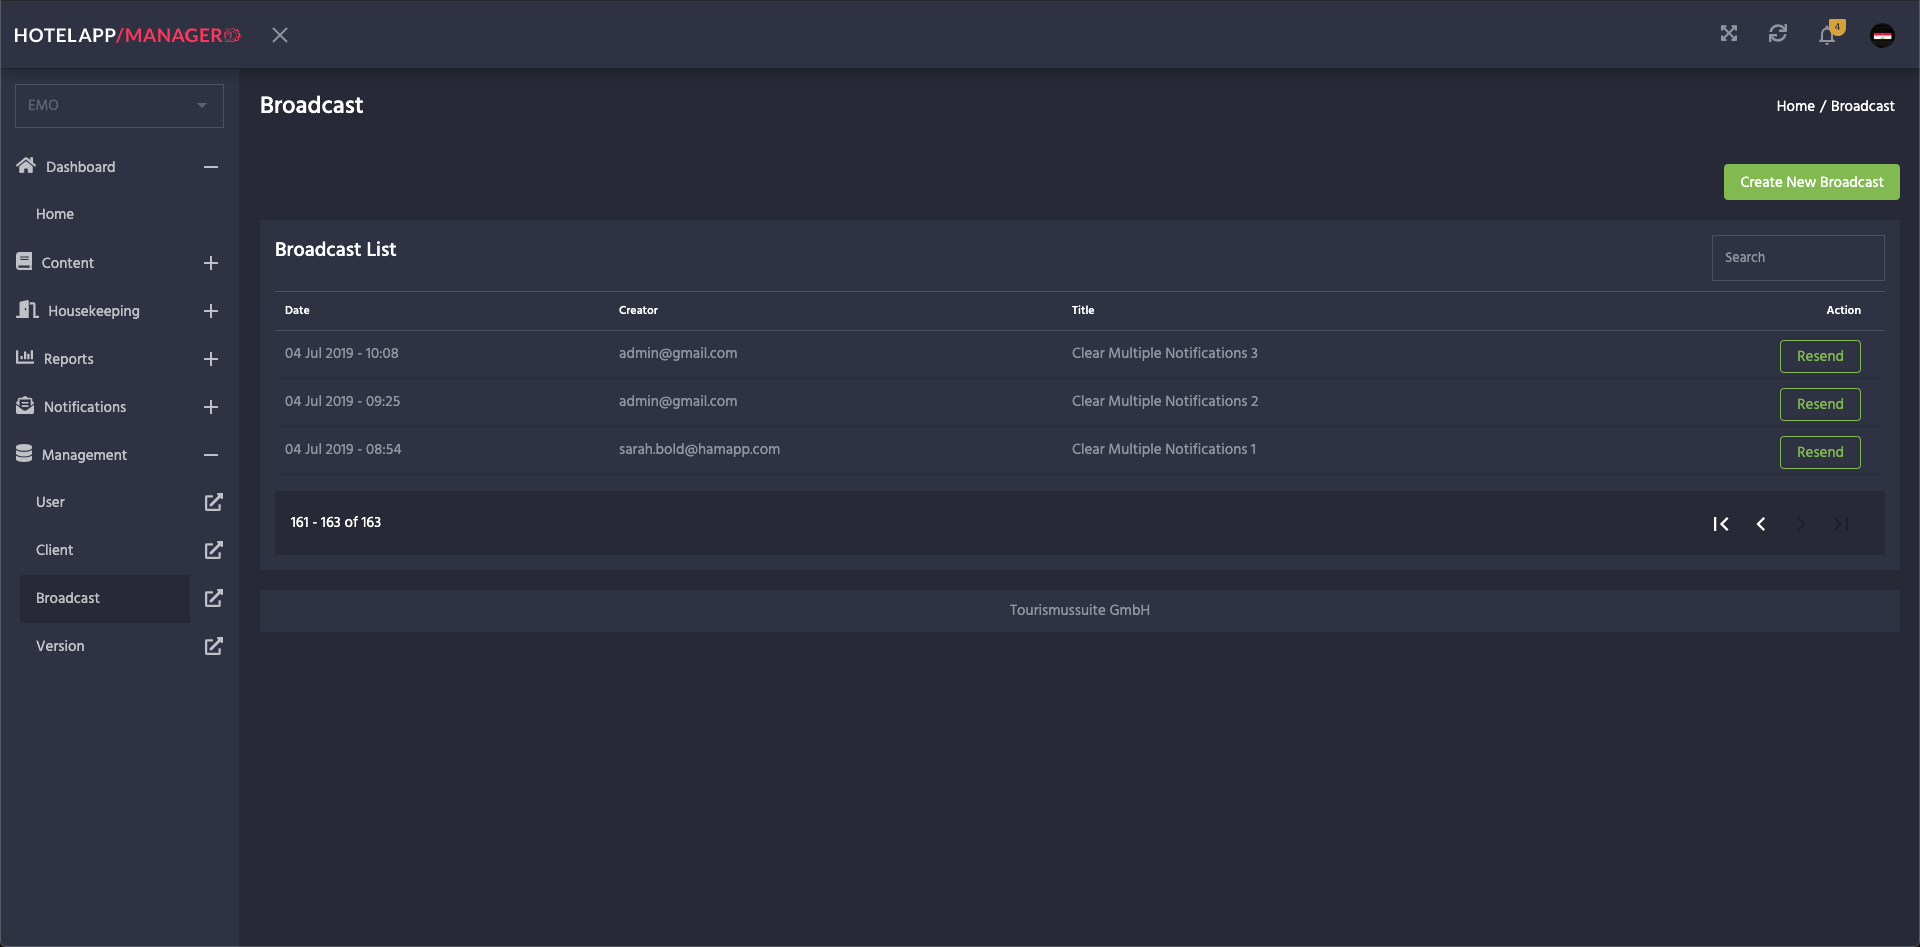 HOTELAPP/MANAGER
4
EMO
Broadcast
Home / Broadcast
Dashboard
Home
Content
Housekeeping
Reports
Notifications
Management
User
Client
Broadcast
Version
Create New Broadcast
Broadcast List
Search
Date Creator Title Action
04 Jul 2019 - 10:08 admin@gmail.com Clear Multiple Notifications 3 Resend
04 Jul 2019 - 09:25 admin@gmail.com Clear Multiple Notifications 2 Resend
04 Jul 2019 - 08:54 sarah.bold@hamapp.com Clear Multiple Notifications 1 Resend
161 - 163 of 163
Tourismussuite GmbH